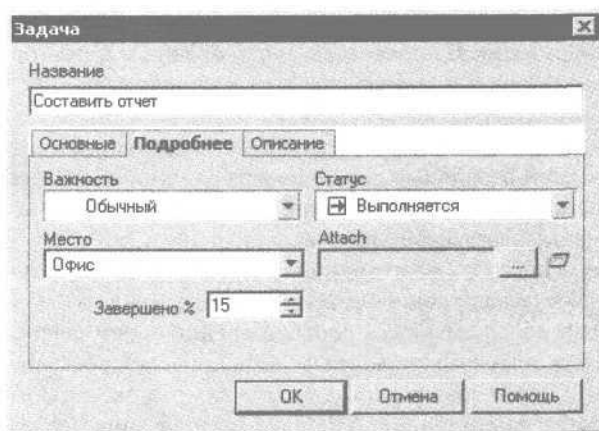 Задача
Название
Составить отчет
Основные Подробнее Описание
Важность Статус
Обычный Выполняется
Место Attach
Офис ...
Завершено % 15
OK Отмена Помощь